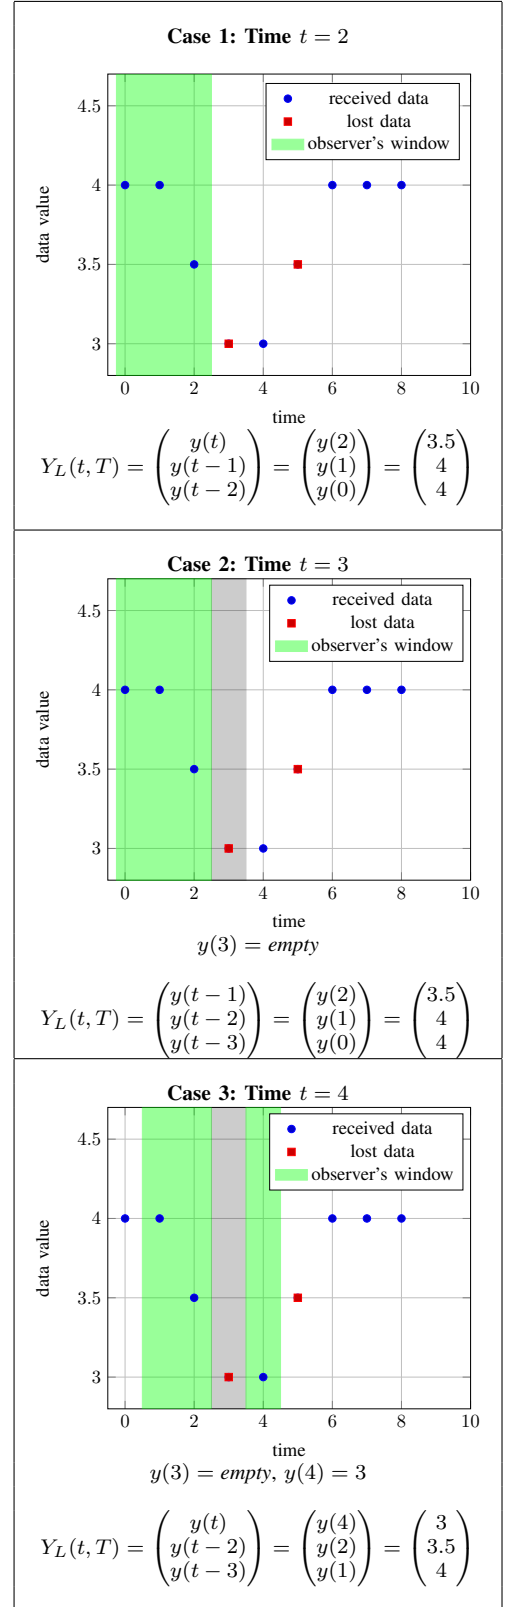 Case 1: Time t = 2
4.5
4
3.5
3
data value
received data
lost data
observer's window
0 2 4 6 8 10
time
Y_L(t, T) = (y(t) y(t − 1) y(t − 2)) = (y(2) y(1) y(0)) = (3.5 4 4)
Case 2: Time t = 3
4.5
4
3.5
3
data value
received data
lost data
observer's window
0 2 4 6 8 10
time
y(3) = empty
Y_L(t, T) = (y(t − 1) y(t − 2) y(t − 3)) = (y(2) y(1) y(0)) = (3.5 4 4)
Case 3: Time t = 4
4.5
4
3.5
3
data value
received data
lost data
observer's window
0 2 4 6 8 10
time
y(3) = empty, y(4) = 3
Y_L(t, T) = (y(t) y(t − 2) y(t − 3)) = (y(4) y(2) y(1)) = (3 3.5 4)